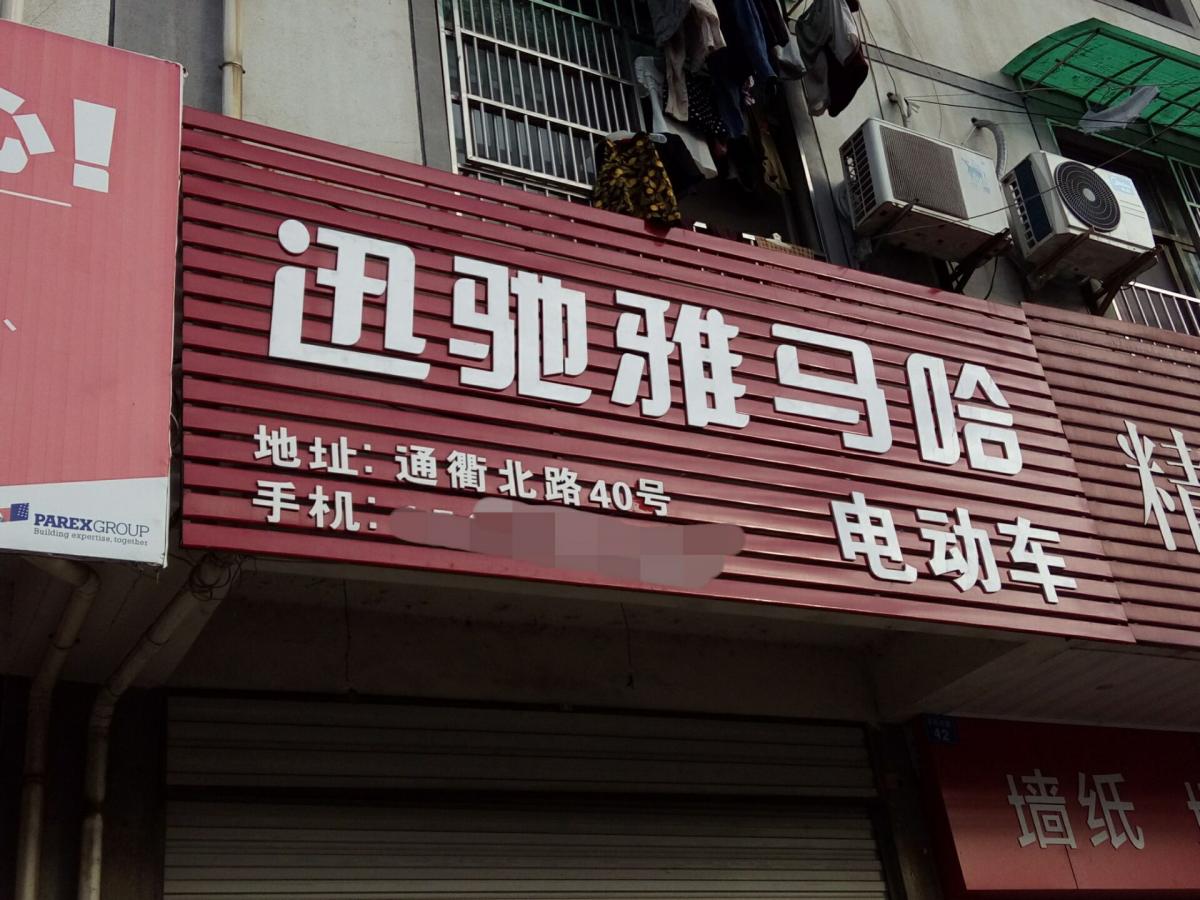 !
PAREXGROUP
Building expertise, together
迅驰雅马哈
地址：通衢北路40号
手机：
电动车
精
42
墙纸